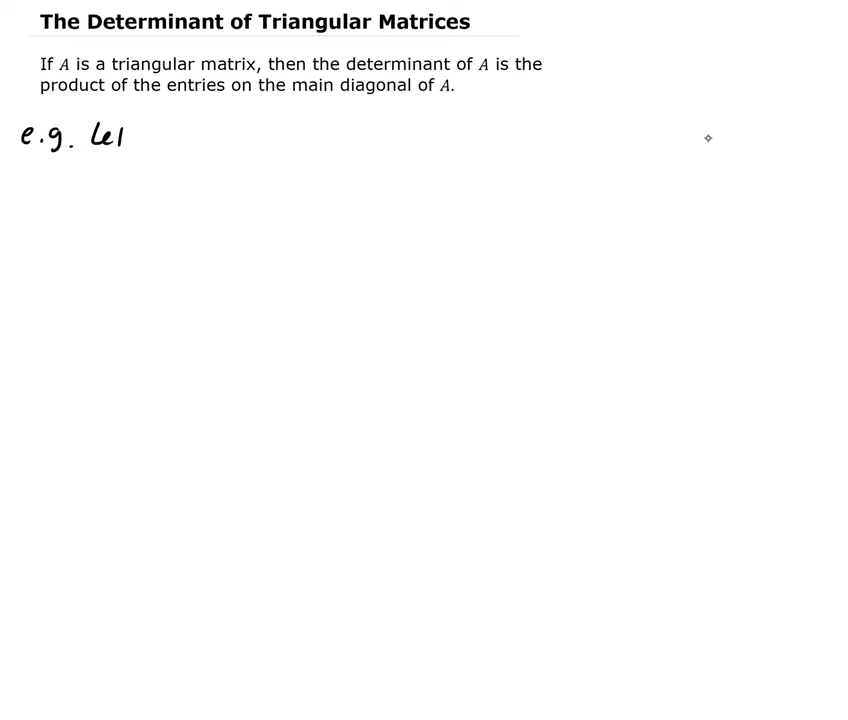 The Determinant of Triangular Matrices
If A is a triangular matrix, then the determinant of A is the
product of the entries on the main diagonal of A.
e.g. Lel